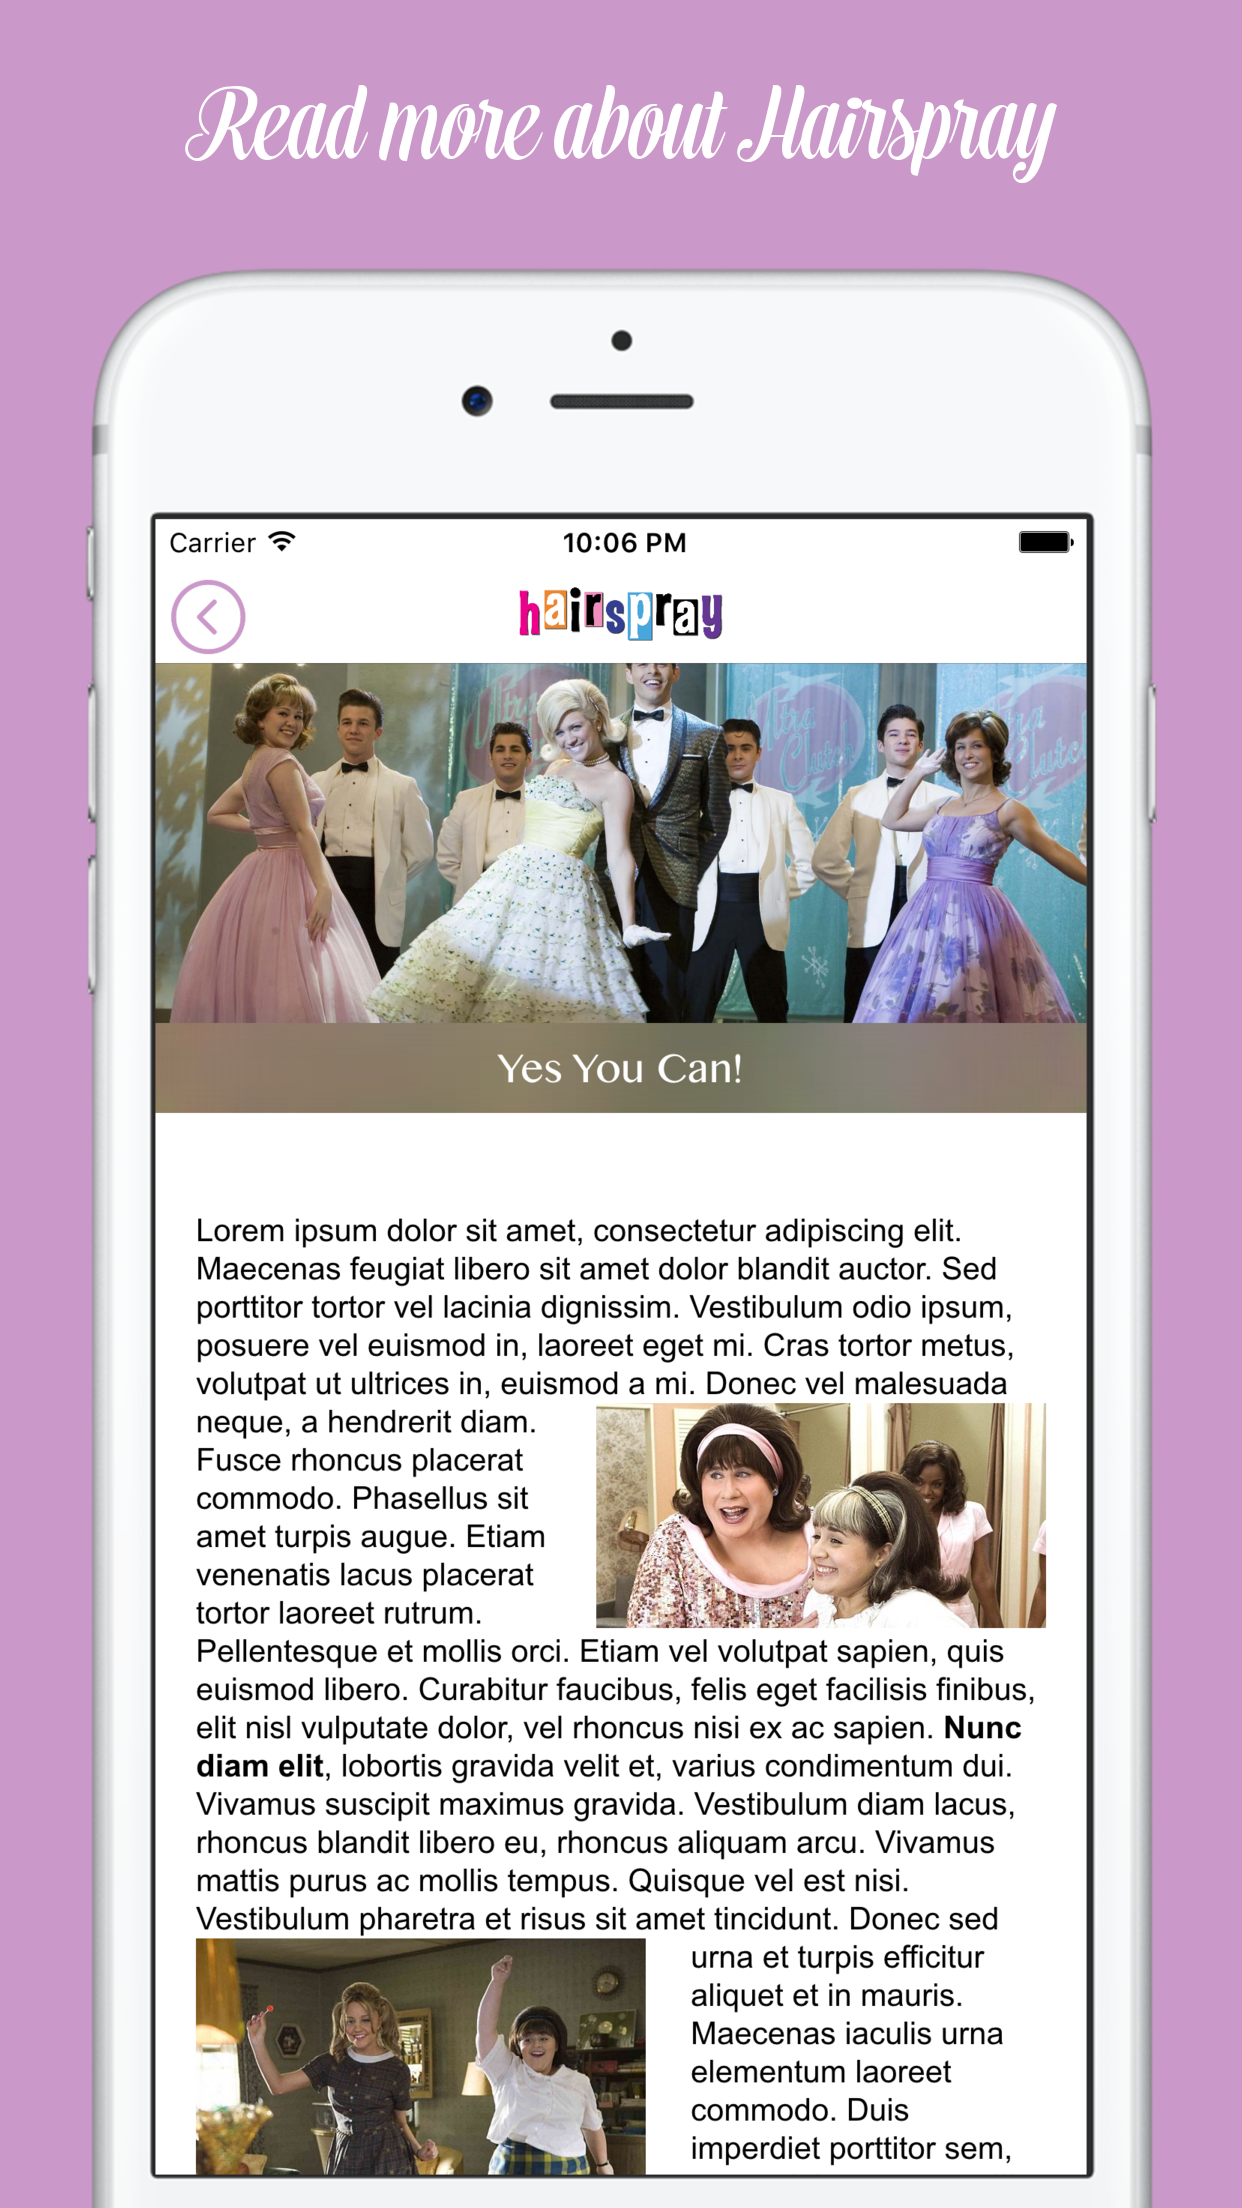 Read more about Hairspray
Carrier
10:06 PM
hairspray
Ultra
Ultra
Clutch
Yes You Can!
Lorem ipsum dolor sit amet, consectetur adipiscing elit.
Maecenas feugiat libero sit amet dolor blandit auctor. Sed
porttitor tortor vel lacinia dignissim. Vestibulum odio ipsum,
posuere vel euismod in, laoreet eget mi. Cras tortor metus,
volutpat ut ultrices in, euismod a mi. Donec vel malesuada
neque, a hendrerit diam.
Fusce rhoncus placerat
commodo. Phasellus sit
amet turpis augue. Etiam
venenatis lacus placerat
tortor laoreet rutrum.
Pellentesque et mollis orci. Etiam vel volutpat sapien, quis
euismod libero. Curabitur faucibus, felis eget facilisis finibus,
elit nisl vulputate dolor, vel rhoncus nisi ex ac sapien. Nunc
diam elit, lobortis gravida velit et, varius condimentum dui.
Vivamus suscipit maximus gravida. Vestibulum diam lacus,
rhoncus blandit libero eu, rhoncus aliquam arcu. Vivamus
mattis purus ac mollis tempus. Quisque vel est nisi.
Vestibulum pharetra et risus sit amet tincidunt. Donec sed
urna et turpis efficitur
aliquet et in mauris.
Maecenas iaculis urna
elementum laoreet
commodo. Duis
imperdiet porttitor sem,